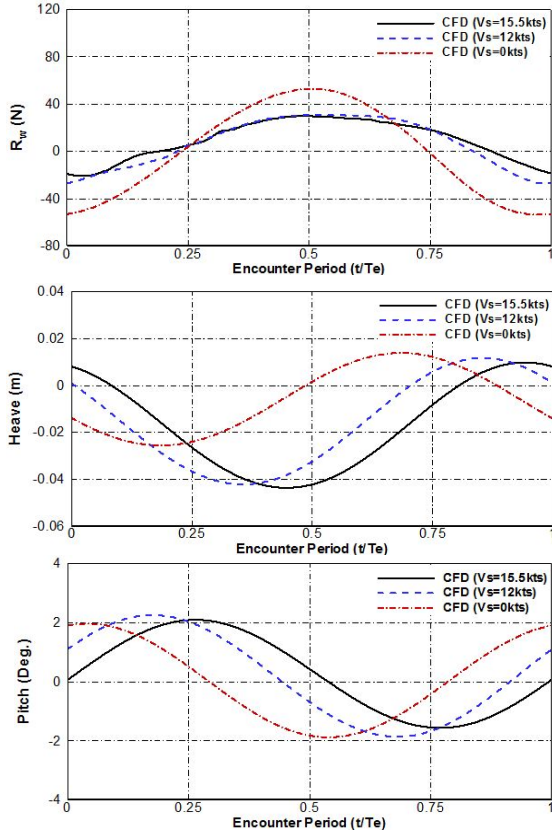 120
80
40
0
-40
-80
R_w (N)
CFD (Vs=15.5kts)
CFD (Vs=12kts)
CFD (Vs=0kts)
0 0.25 0.5 0.75 1
Encounter Period (t/Te)
0.04
0.02
0
-0.02
-0.04
-0.06
Heave (m)
CFD (Vs=15.5kts)
CFD (Vs=12kts)
CFD (Vs=0kts)
0 0.25 0.5 0.75 1
Encounter Period (t/Te)
4
2
0
-2
-4
Pitch (Deg.)
CFD (Vs=15.5kts)
CFD (Vs=12kts)
CFD (Vs=0kts)
0 0.25 0.5 0.75 1
Encounter Period (t/Te)